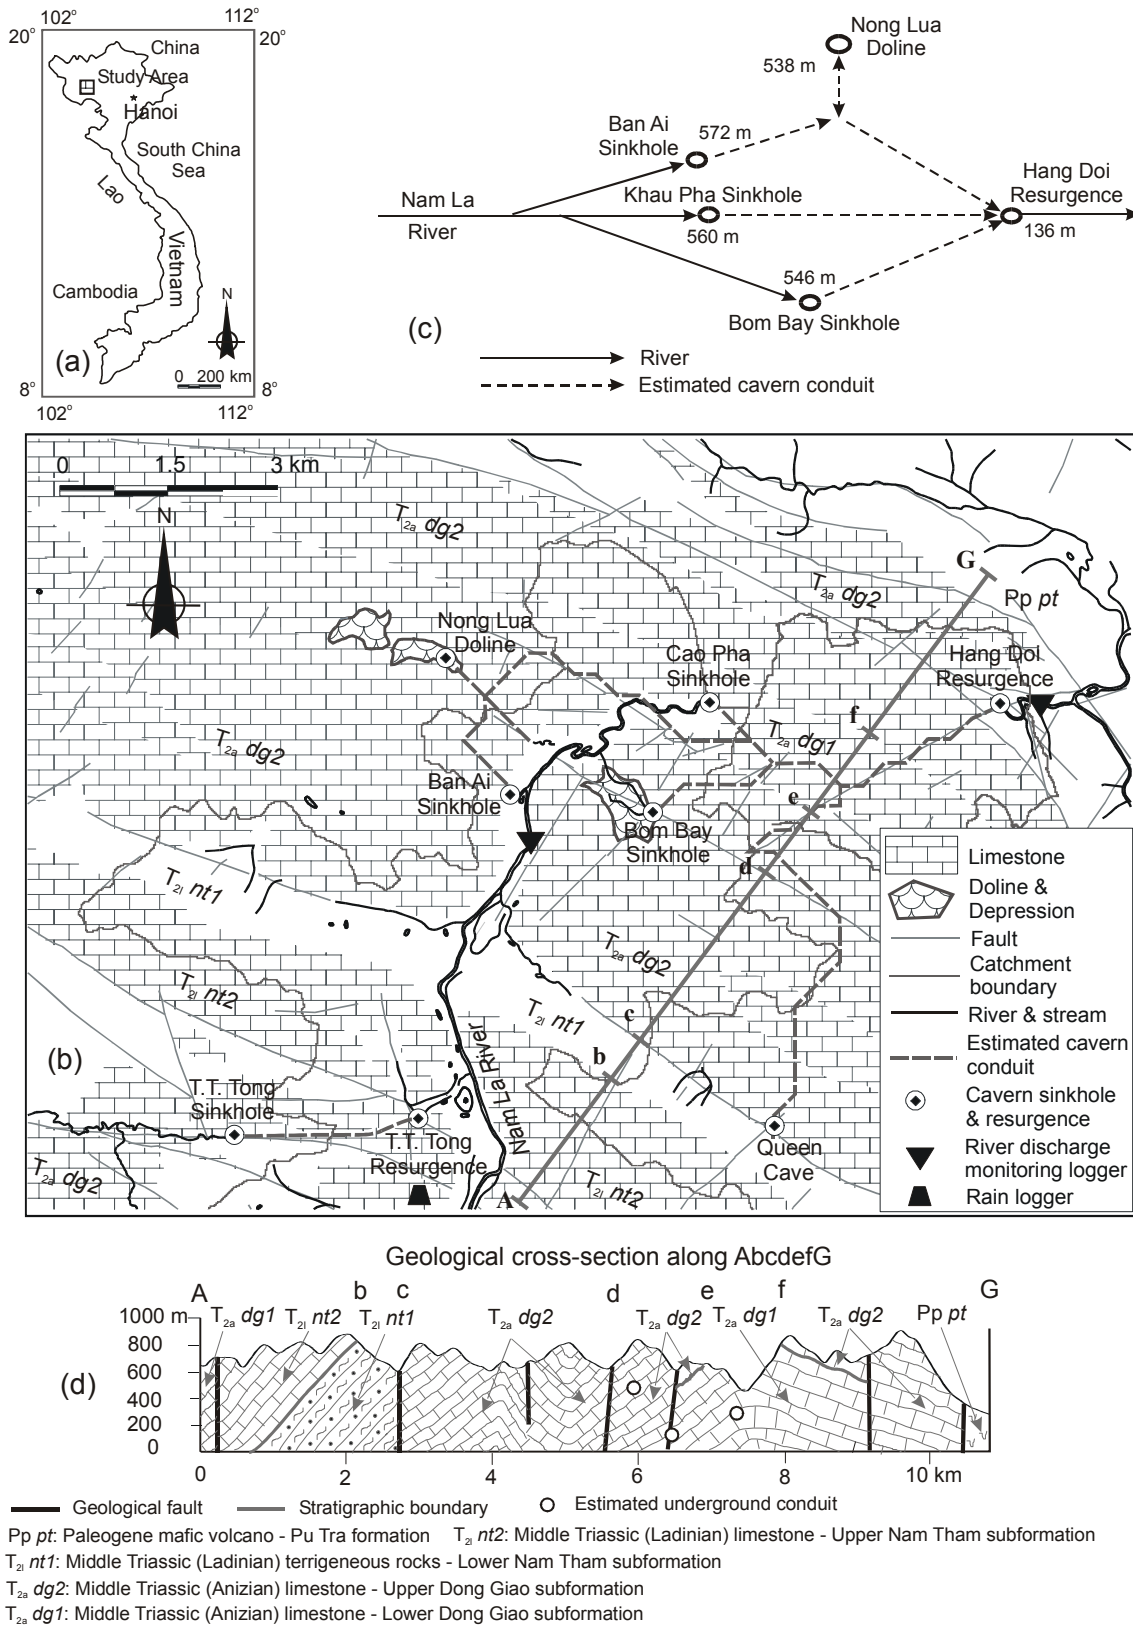 102° 112°
20° 20°
China
Study Area
Hanoi
South China
Sea
Lao
Vietnam
Cambodia
N
(a)
0 200 km
8° 8°
102° 112°
Nong Lua
Doline
538 m
Ban Ai
Sinkhole
572 m
Hang Doi
Resurgence
Nam La
River
Khau Pha Sinkhole
560 m
136 m
546 m
Bom Bay Sinkhole
(c)
River
Estimated cavern conduit
0 1.5 3 km
N
T2a dg2
G
T2a dg2
Pp pt
Nong Lua
Doline
Cao Pha
Sinkhole
Hang Doi
Resurgence
f
T2a dg2
T2a dg1
Ban Ai
Sinkhole
e
Bom Bay
Sinkhole
d
T2l nt1
T2a dg2
T2l nt2
T2l nt1
c
(b)
b
Nam La River
T.T. Tong
Sinkhole
T.T. Tong
Resurgence
Queen
Cave
T2a dg2
A
T2l nt2
Limestone
Doline &
Depression
Fault
Catchment
boundary
River & stream
Estimated cavern
conduit
Cavern sinkhole
& resurgence
River discharge
monitoring logger
Rain logger
Geological cross-section along AbcdefG
A b c d e f G
1000 m
T2a dg1 T2l nt2 T2l nt1 T2a dg2 T2a dg2 T2a dg1 T2a dg2 Pp pt
800
600
(d)
400
200
0
0 2 4 6 8 10 km
Geological fault Stratigraphic boundary Estimated underground conduit
Pp pt: Paleogene mafic volcano - Pu Tra formation T2l nt2: Middle Triassic (Ladinian) limestone - Upper Nam Tham subformation
T2l nt1: Middle Triassic (Ladinian) terrigeneous rocks - Lower Nam Tham subformation
T2a dg2: Middle Triassic (Anizian) limestone - Upper Dong Giao subformation
T2a dg1: Middle Triassic (Anizian) limestone - Lower Dong Giao subformation